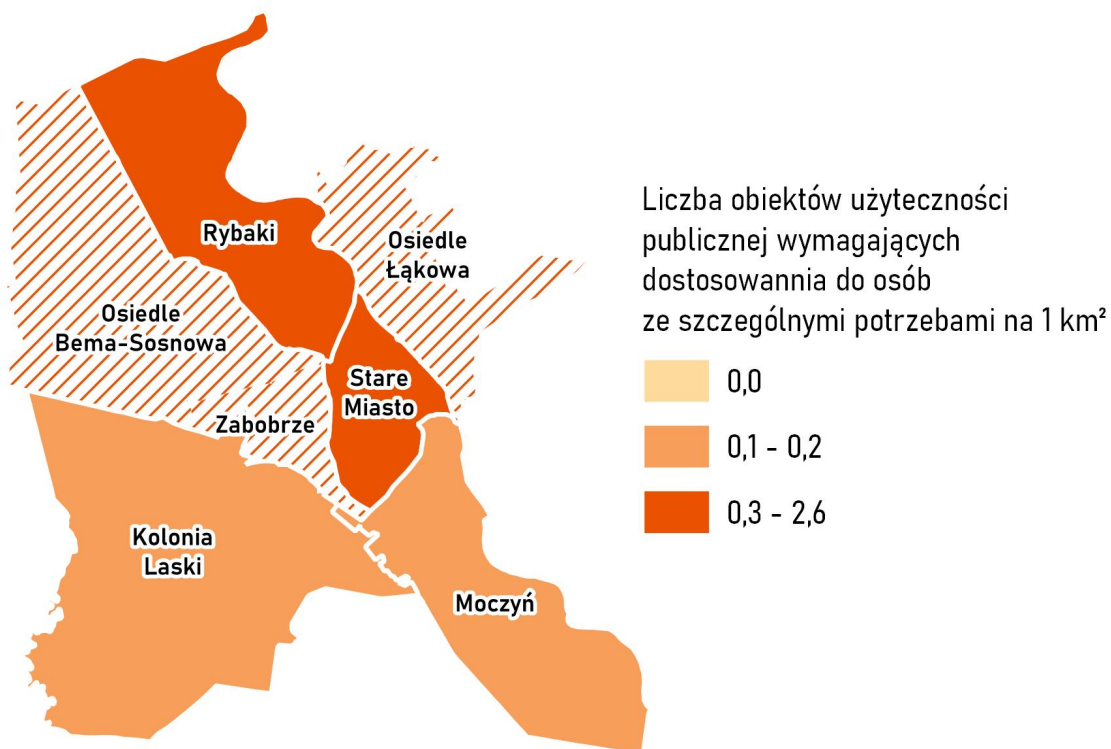 Rybaki
Osiedle
Łąkowa
Osiedle
Bema-Sosnowa
Stare
Miasto
Zabobrze
Kolonia
Laski
Moczyń
Liczba obiektów użyteczności
publicznej wymagających
dostosowannia do osób
ze szczególnymi potrzebami na 1 km²
0,0
0,1 - 0,2
0,3 - 2,6